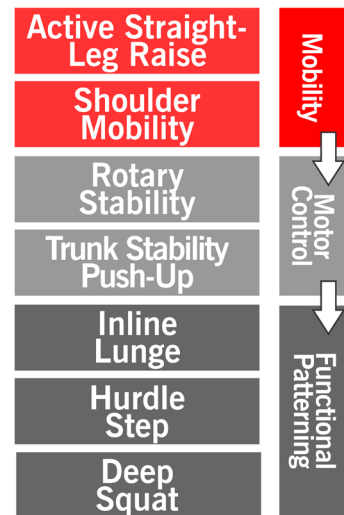 Active Straight-
Leg Raise
Shoulder
Mobility
Rotary
Stability
Trunk Stability
Push-Up
Inline
Lunge
Hurdle
Step
Deep
Squat
Mobility
Motor
Control
Functional
Patterning